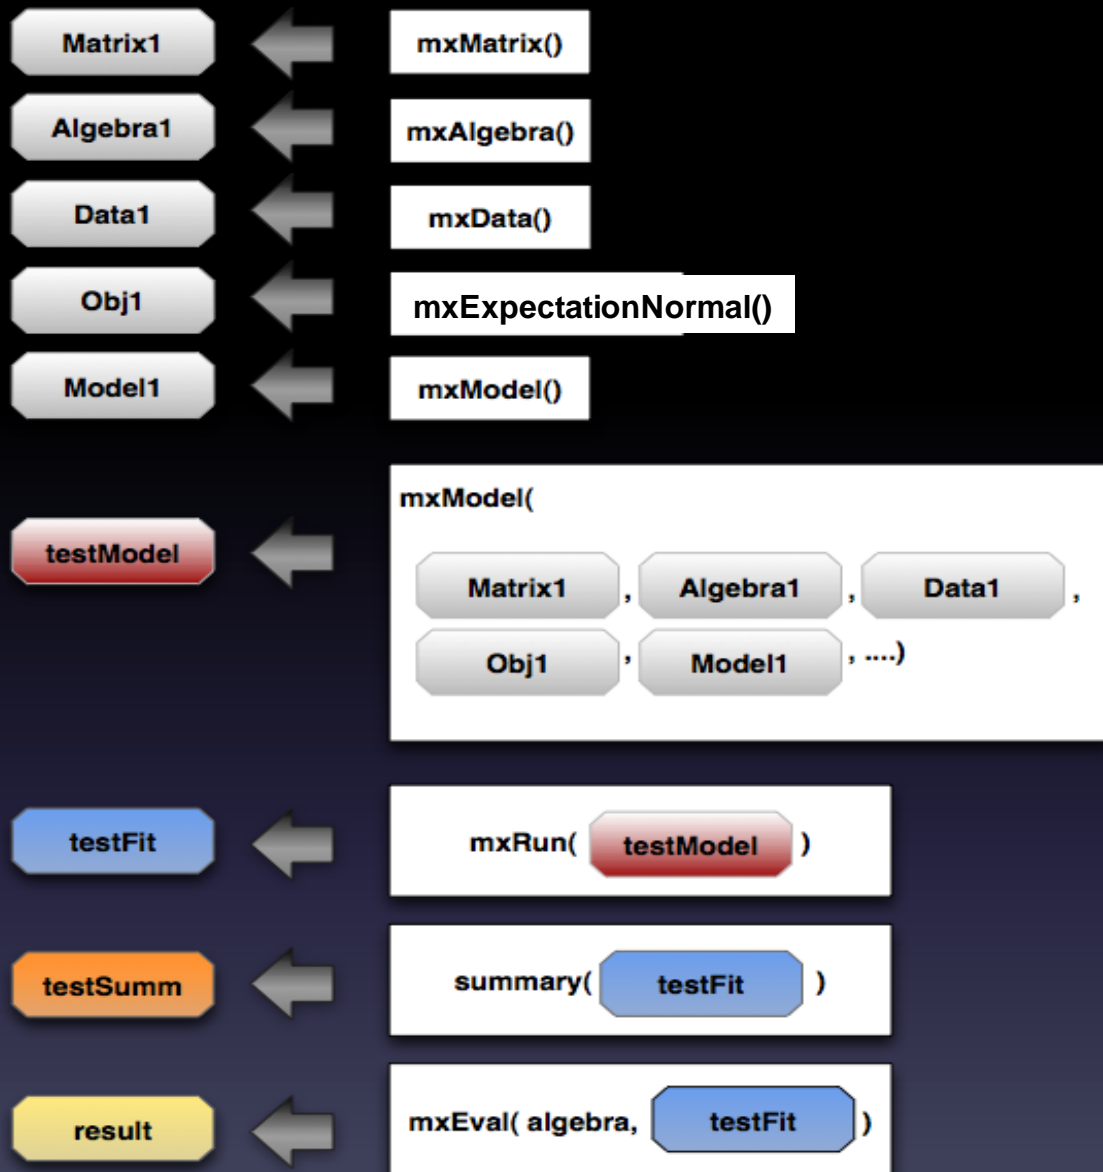 Matrix1 mxMatrix()
Algebra1 mxAlgebra()
Data1 mxData()
Obj1 mxExpectationNormal()
Model1 mxModel()
mxModel(
testModel
Matrix1 , Algebra1 , Data1 ,
Obj1 , Model1 , ....)
testFit mxRun( testModel )
testSumm summary( testFit )
result mxEval( algebra, testFit )